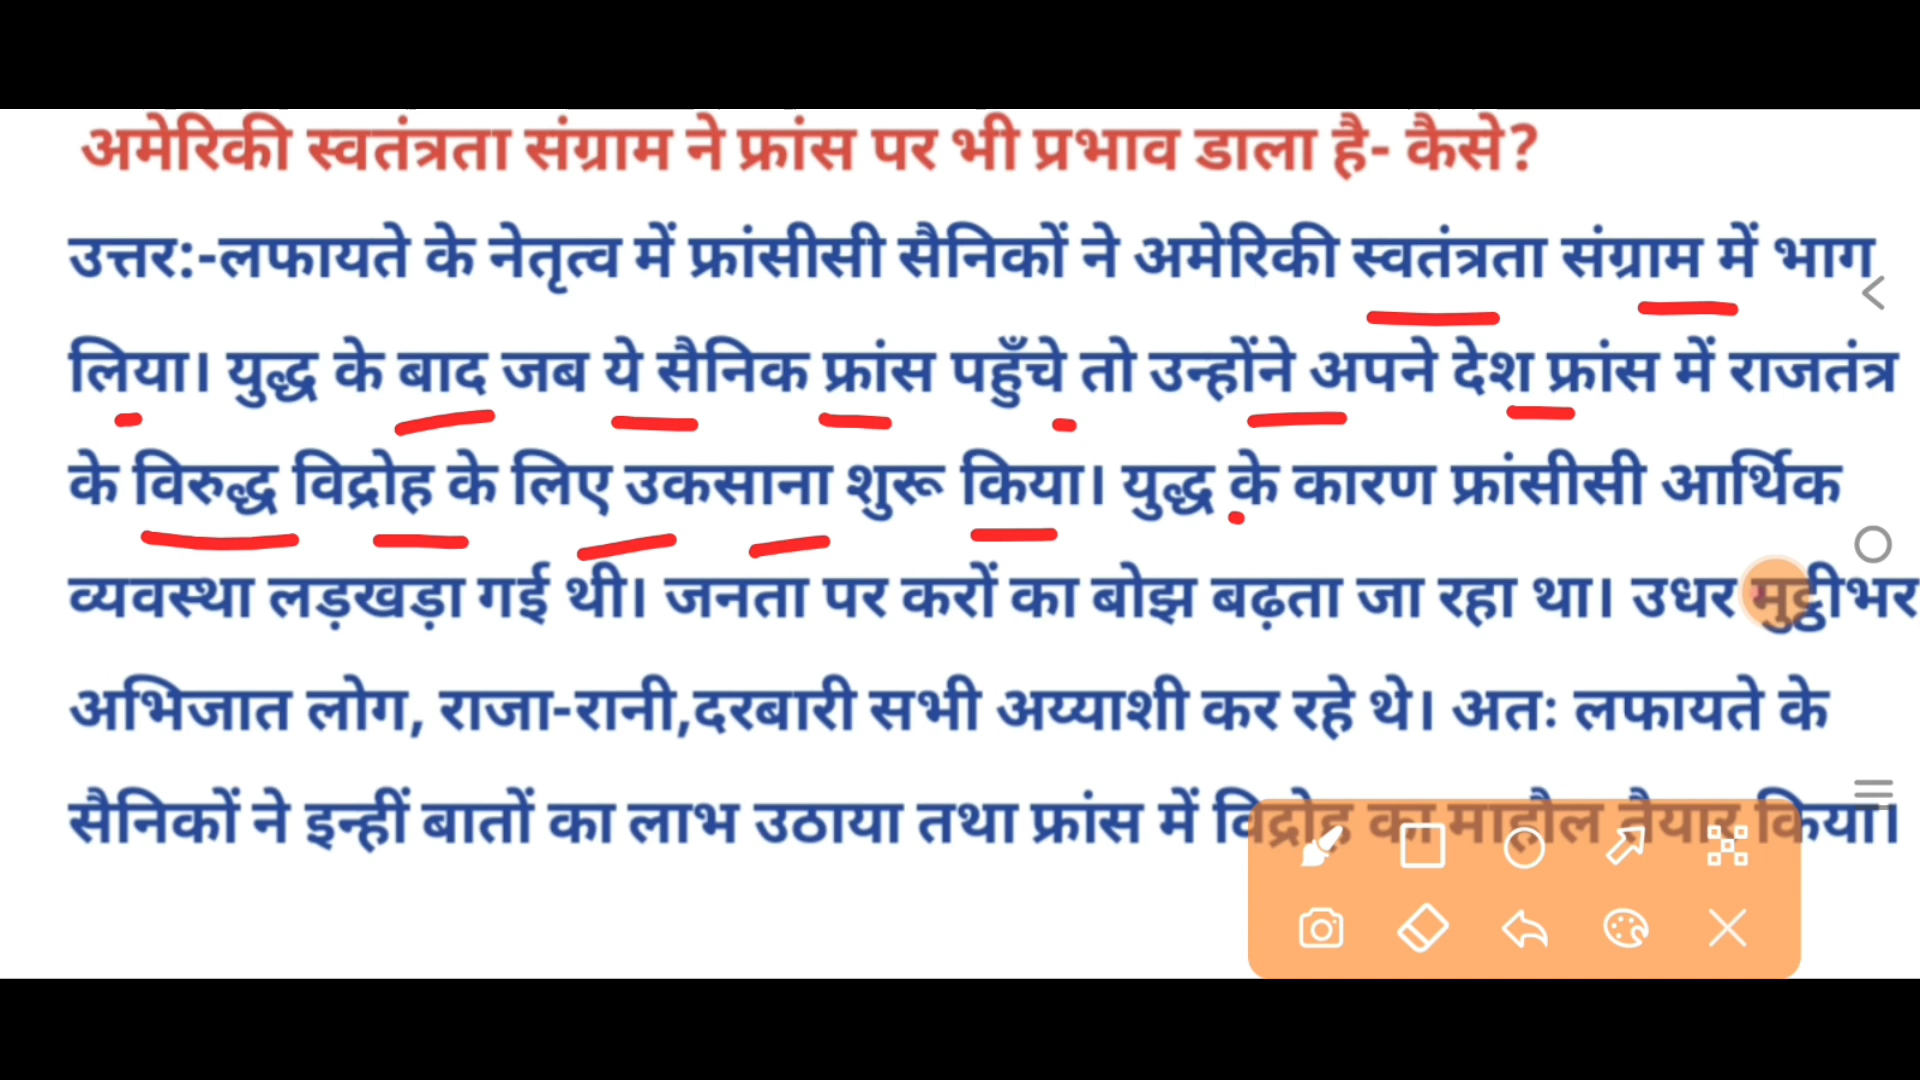 अमेरिकी स्वतंत्रता संग्राम ने फ्रांस पर भी प्रभाव डाला है- कैसे?
उत्तर:-लफायते के नेतृत्व में फ्रांसीसी सैनिकों ने अमेरिकी स्वतंत्रता संग्राम में भाग
लिया। युद्ध के बाद जब ये सैनिक फ्रांस पहुँचे तो उन्होंने अपने देश फ्रांस में राजतंत्र
के विरुद्ध विद्रोह के लिए उकसाना शुरू किया। युद्ध के कारण फ्रांसीसी आर्थिक
व्यवस्था लड़खड़ा गई थी। जनता पर करों का बोझ बढ़ता जा रहा था। उधर मुट्ठीभर
अभिजात लोग, राजा-रानी,दरबारी सभी अय्याशी कर रहे थे। अतः लफायते के
सैनिकों ने इन्हीं बातों का लाभ उठाया तथा फ्रांस में विद्रोह का माहौल तैयार किया।